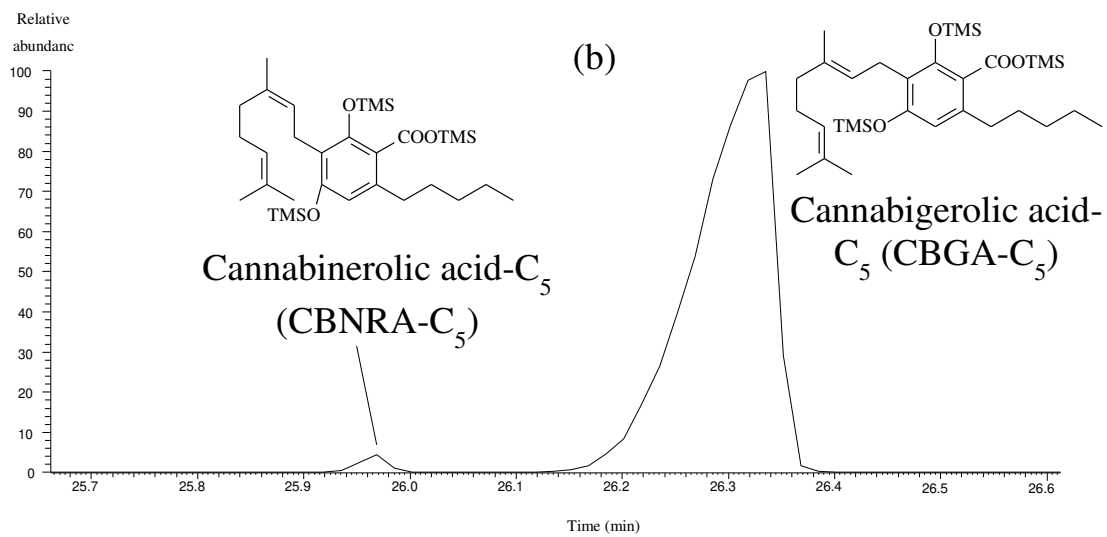 Relative
abundanc
(b)
OTMS
COOTMS
TMSO
OTMS
COOTMS
TMSO
Cannabinerolic acid-C5
(CBNRA-C5)
Cannabigerolic acid-
C5 (CBGA-C5)
100
90
80
70
60
50
40
30
20
10
0
25.7 25.8 25.9 26.0 26.1 26.2 26.3 26.4 26.5 26.6
Time (min)